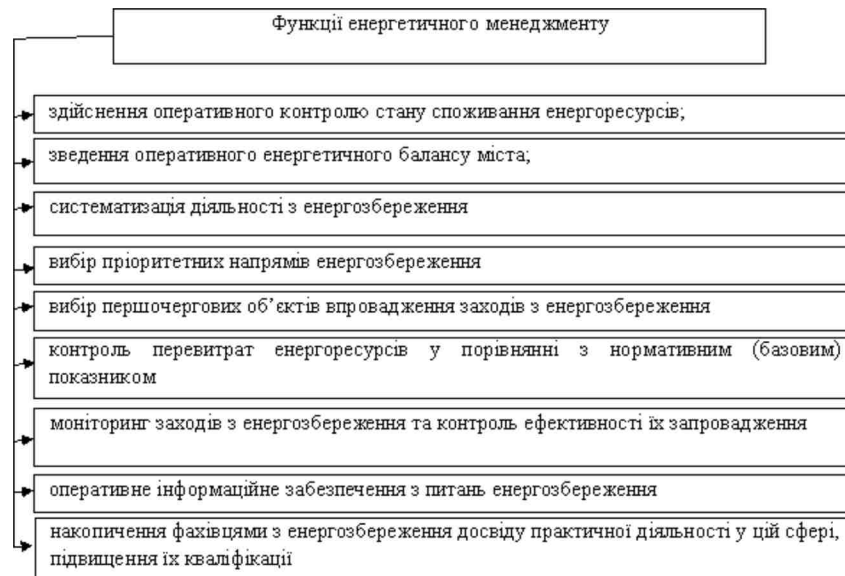 Функції енергетичного менеджменту
здійснення оперативного контролю стану споживання енергоресурсів;
зведення оперативного енергетичного балансу міста;
систематизація діяльності з енергозбереження
вибір пріоритетних напрямів енергозбереження
вибір першочергових об’єктів впровадження заходів з енергозбереження
контроль перевитрат енергоресурсів у порівнянні з нормативним (базовим)
показником
моніторинг заходів з енергозбереження та контроль ефективності їх запровадження
оперативне інформаційне забезпечення з питань енергозбереження
накопичення фахівцями з енергозбереження досвіду практичної діяльності у цій сфері,
підвищення їх кваліфікації